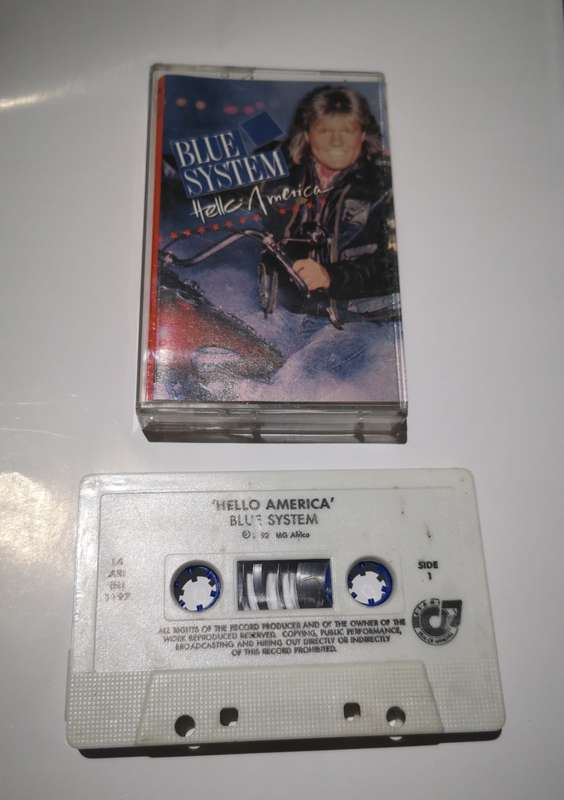 BLUE
SYSTEM
Hello America
'HELLO AMERICA'
BLUE SYSTEM
MG Africa
SIDE
1
ALL RIGHTS OF THE RECORD PRODUCER AND OF THE OWNER OF THE
WORK REPRODUCED RESERVED. COPYING, PUBLIC PERFORMANCE,
BROADCASTING AND HIRING OUT DIRECTLY OR INDIRECTLY
OF THIS RECORD PROHIBITED.